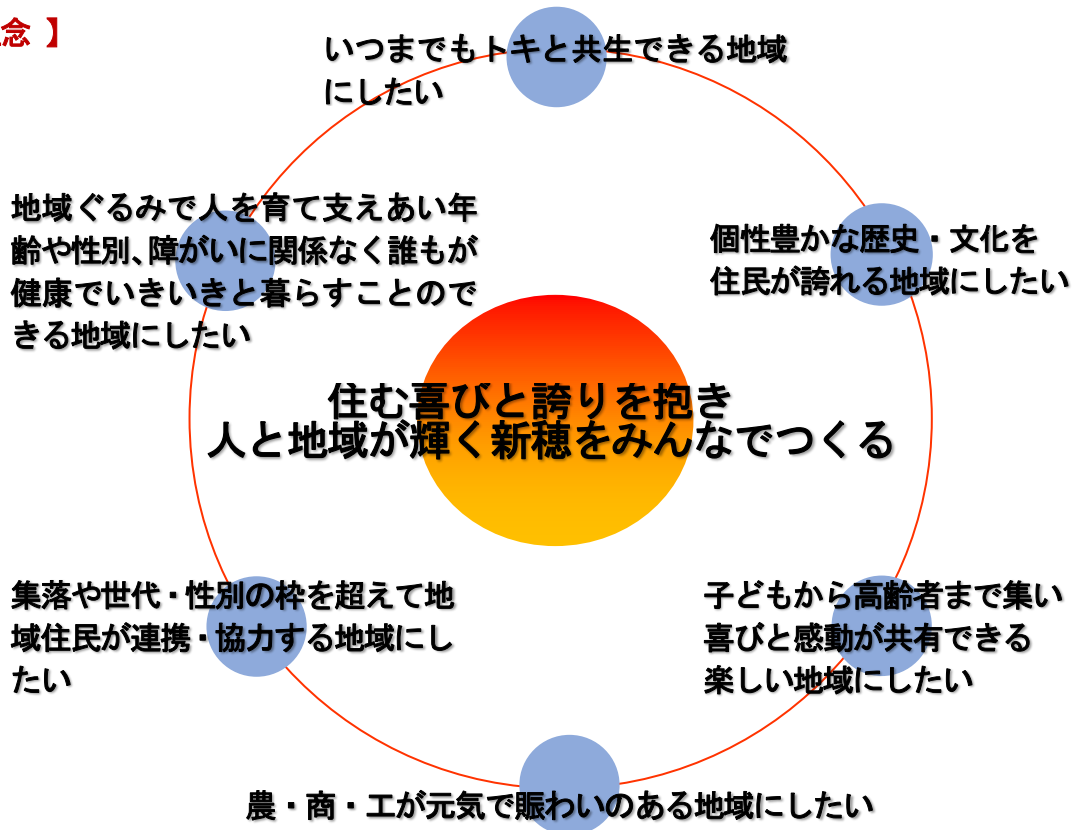 念 】
いつまでもトキと共生できる地域
にしたい
地域ぐるみで人を育て支えあい年
齢や性別、障がいに関係なく誰もが
健康でいきいきと暮らすことので
きる地域にしたい
個性豊かな歴史・文化を
住民が誇れる地域にしたい
住む喜びと誇りを抱き
人と地域が輝く新穂をみんなでつくる
集落や世代・性別の枠を超えて地
域住民が連携・協力する地域にし
たい
子どもから高齢者まで集い
喜びと感動が共有できる
楽しい地域にしたい
農・商・工が元気で賑わいのある地域にしたい